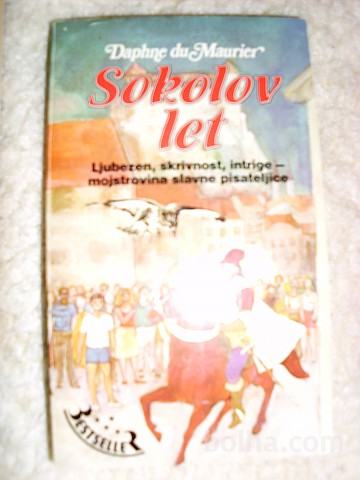 Daphne du Maurier
Sokolov
let
Ljubezen, skrivnost, intrige –
mojstrovina slavne pisateljice
BESTSELLER
bolha.com